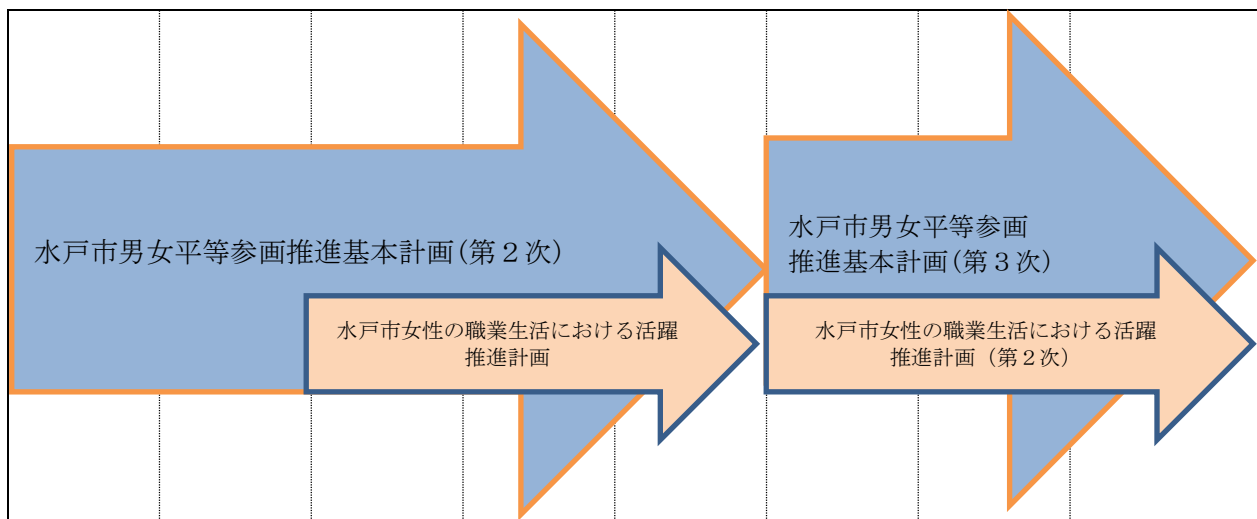 水戸市男女平等参画推進基本計画(第２次)
水戸市男女平等参画
推進基本計画(第３次)
水戸市女性の職業生活における活躍
推進計画
水戸市女性の職業生活における活躍
推進計画（第２次）